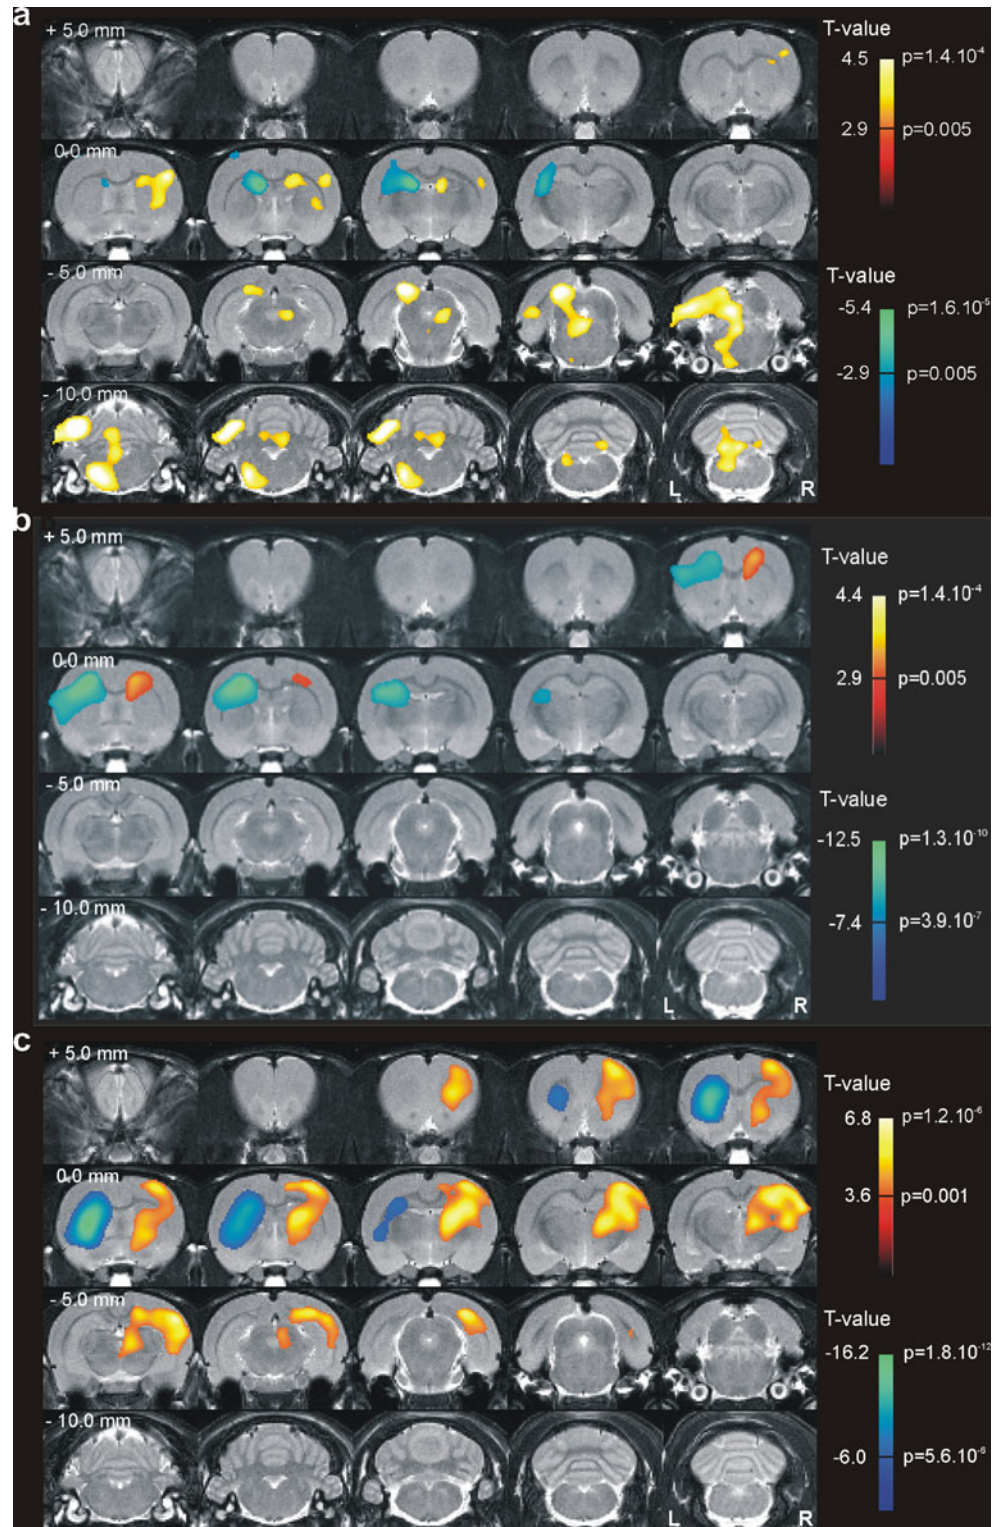 a
+ 5.0 mm
T-value
4.5 p=1.4.10⁻⁴
2.9 p=0.005
0.0 mm
- 5.0 mm
T-value
-5.4 p=1.6.10⁻⁵
-2.9 p=0.005
- 10.0 mm
L R
b
+ 5.0 mm
T-value
4.4 p=1.4.10⁻⁴
2.9 p=0.005
0.0 mm
- 5.0 mm
T-value
-12.5 p=1.3.10⁻¹⁰
-7.4 p=3.9.10⁻⁷
- 10.0 mm
L R
c
+ 5.0 mm
T-value
6.8 p=1.2.10⁻⁶
3.6 p=0.001
0.0 mm
- 5.0 mm
T-value
-16.2 p=1.8.10⁻¹²
-6.0 p=5.6.10⁻⁶
- 10.0 mm
L R